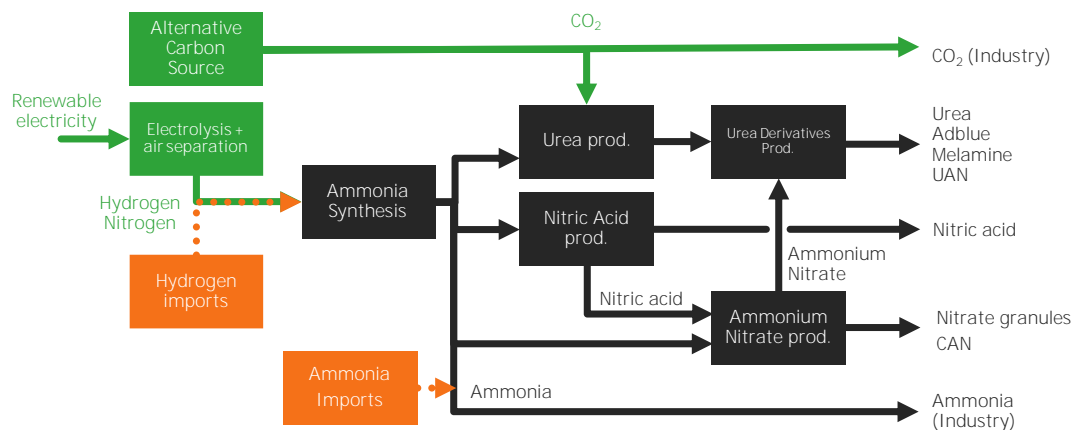 Alternative
Carbon
Source
CO₂
CO₂ (Industry)
Renewable
electricity
Electrolysis +
air separation
Urea prod.
Urea Derivatives
Prod.
Urea
Adblue
Melamine
UAN
Hydrogen
Nitrogen
Ammonia
Synthesis
Nitric Acid
prod.
Nitric acid
Ammonium
Nitrate
Hydrogen
imports
Nitric acid
Ammonium
Nitrate prod.
Nitrate granules
CAN
Ammonia
Imports
Ammonia
Ammonia
(Industry)